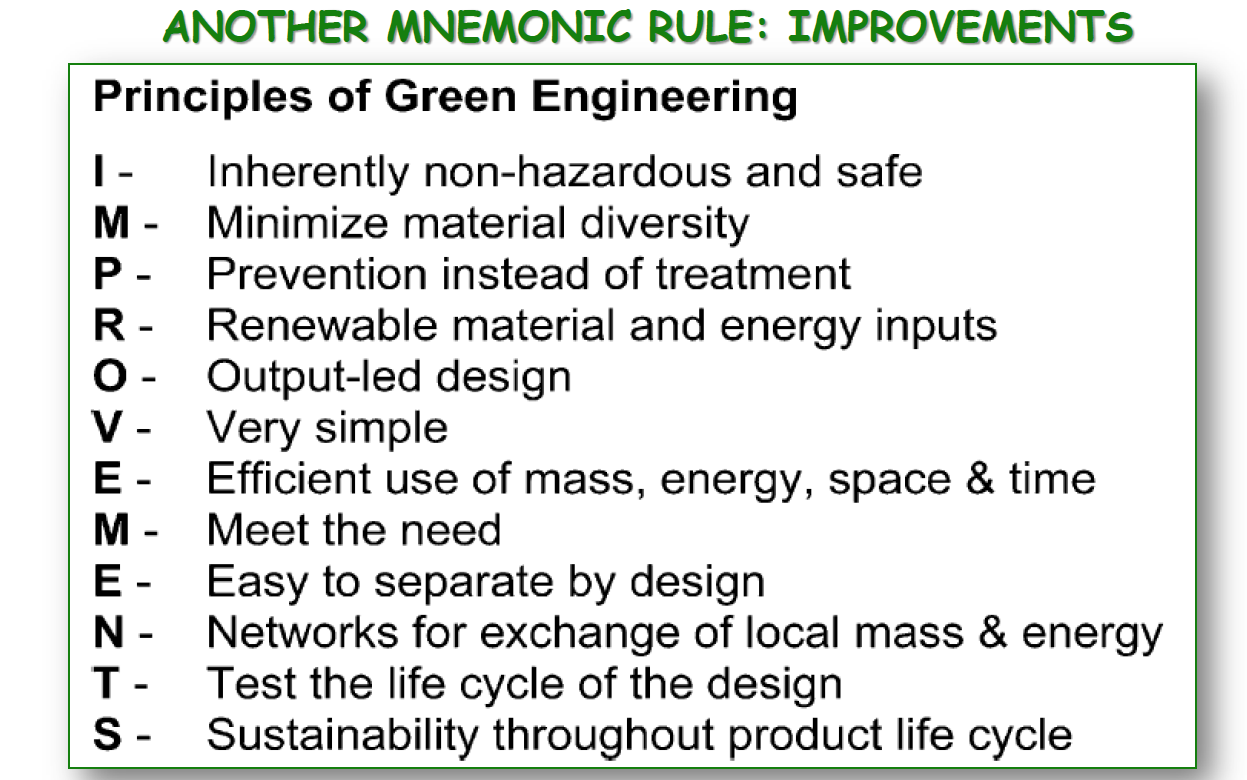 ANOTHER MNEMONIC RULE: IMPROVEMENTS
Principles of Green Engineering
I - Inherently non-hazardous and safe
M - Minimize material diversity
P - Prevention instead of treatment
R - Renewable material and energy inputs
O - Output-led design
V - Very simple
E - Efficient use of mass, energy, space & time
M - Meet the need
E - Easy to separate by design
N - Networks for exchange of local mass & energy
T - Test the life cycle of the design
S - Sustainability throughout product life cycle